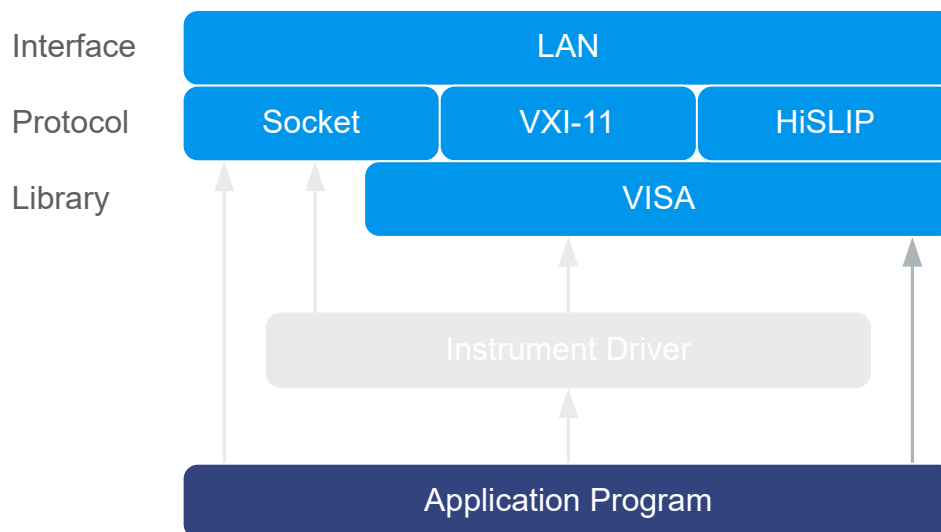 Interface
LAN
Protocol
Socket
VXI-11
HiSLIP
Library
VISA
Instrument Driver
Application Program